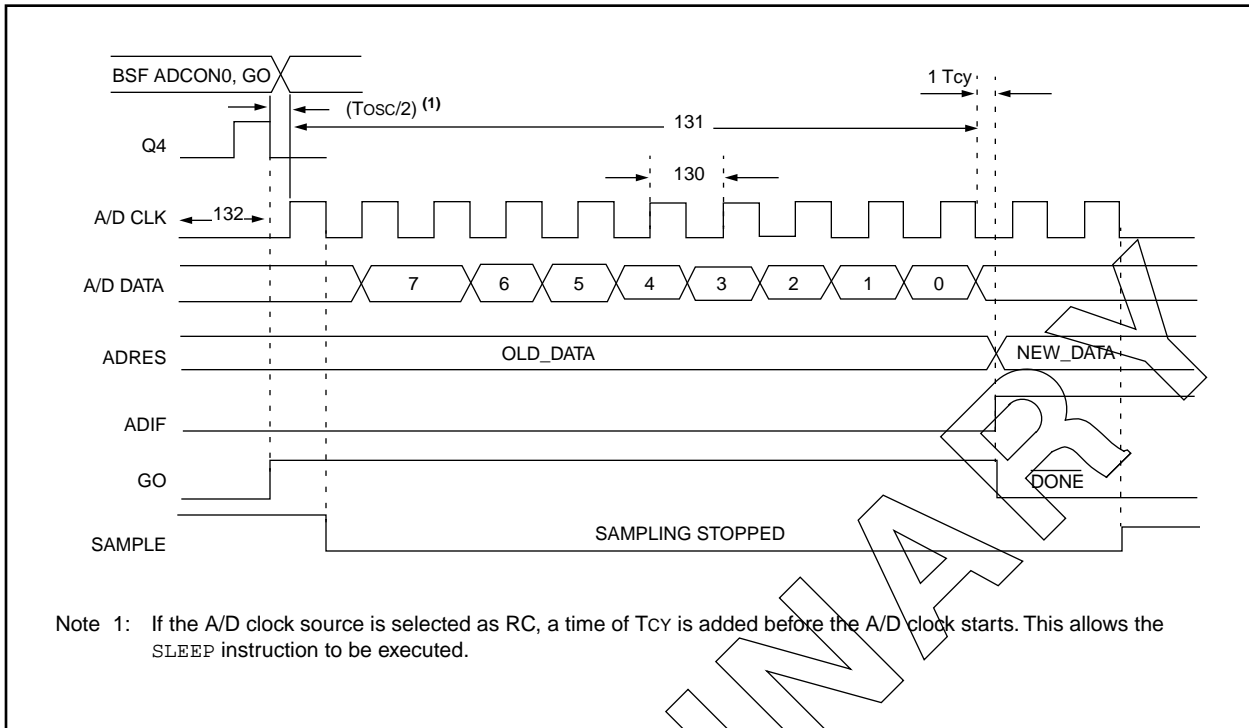 BSF ADCON0, GO
1 Tcy
(TOSC/2) (1)
131
Q4
130
A/D CLK
132
A/D DATA
7 6 5 4 3 2 1 0
ADRES
OLD_DATA
NEW_DATA
ADIF
GO
DONE
SAMPLE
SAMPLING STOPPED
Note 1: If the A/D clock source is selected as RC, a time of TCY is added before the A/D clock starts. This allows the
SLEEP instruction to be executed.
INARY